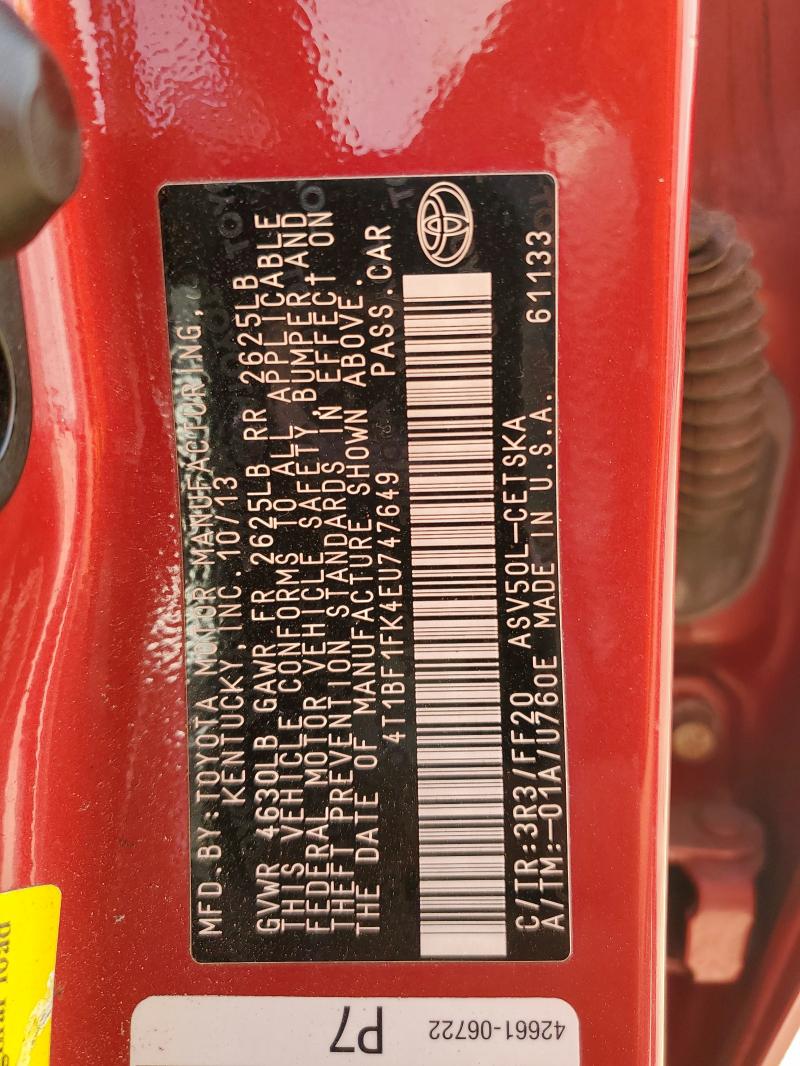 MFD.BY:TOYOTA MOTOR MANUFACTURING,
KENTUCKY, INC. 10/13
GVWR 4630LB GAWR FR 2625LB RR 2625LB
THIS VEHICLE CONFORMS TO ALL APPLICABLE
FEDERAL MOTOR VEHICLE SAFETY, BUMPER AND
THEFT PREVENTION STANDARDS IN EFFECT ON
THE DATE OF MANUFACTURE SHOWN ABOVE.
4T1BF1FK4EU747649 PASS.CAR
C/TR:3R3/FF20 ASV50L-CETSKA
A/TM:-01A/U760E MADE IN U.S.A. 61133
P7
42661-06722
road